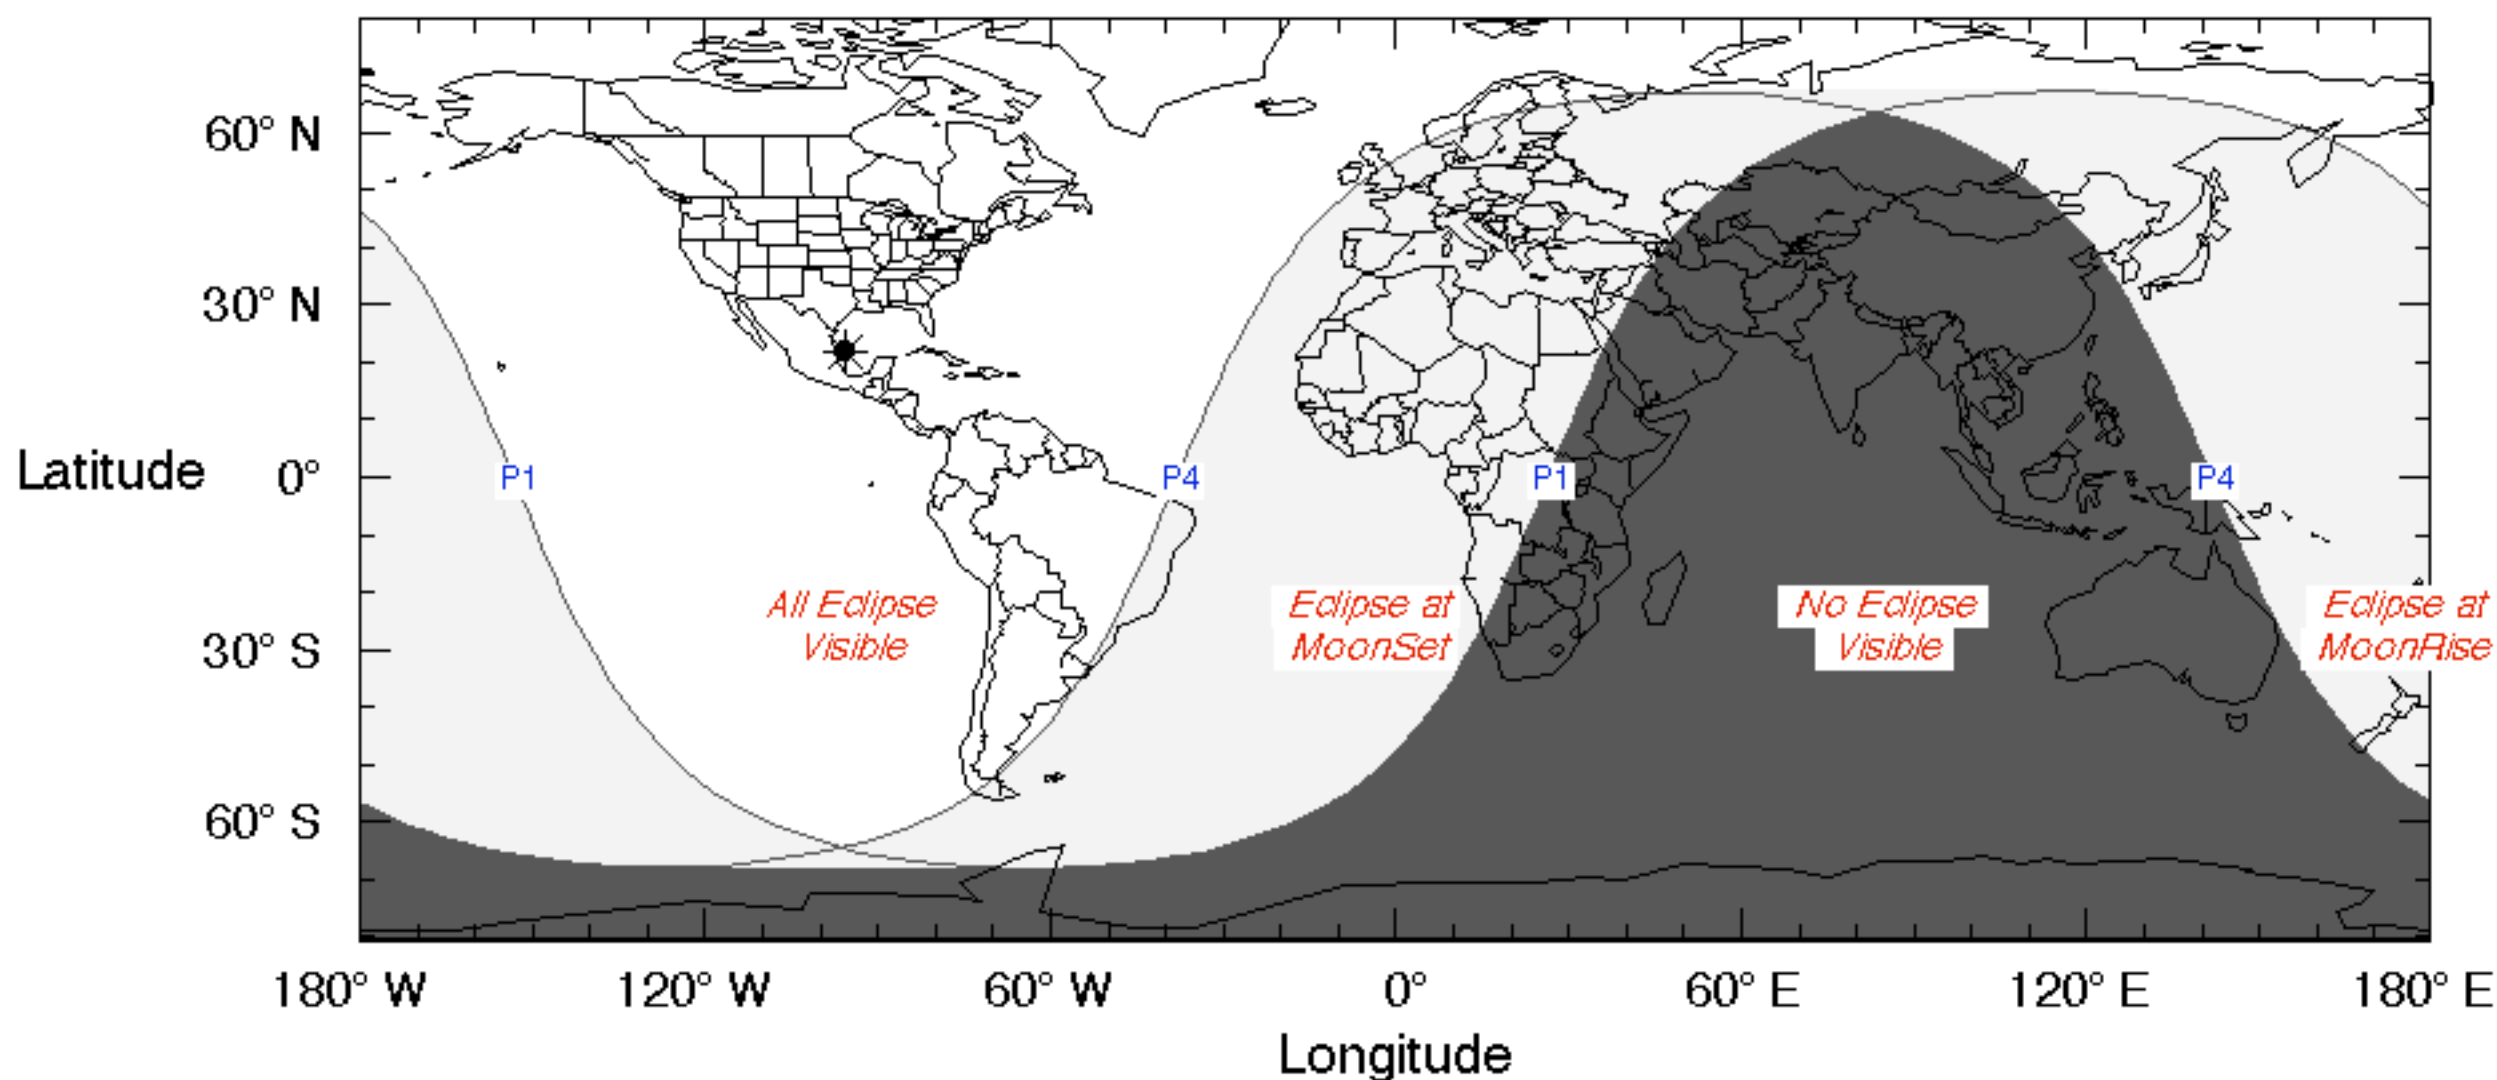 60° N
30° N
Latitude 0°
P1 P4 P1 P4
All Eclipse
Visible
Eclipse at
MoonSet
No Eclipse
Visible
Eclipse at
MoonRise
30° S
60° S
180° W 120° W 60° W 0° 60° E 120° E 180° E
Longitude